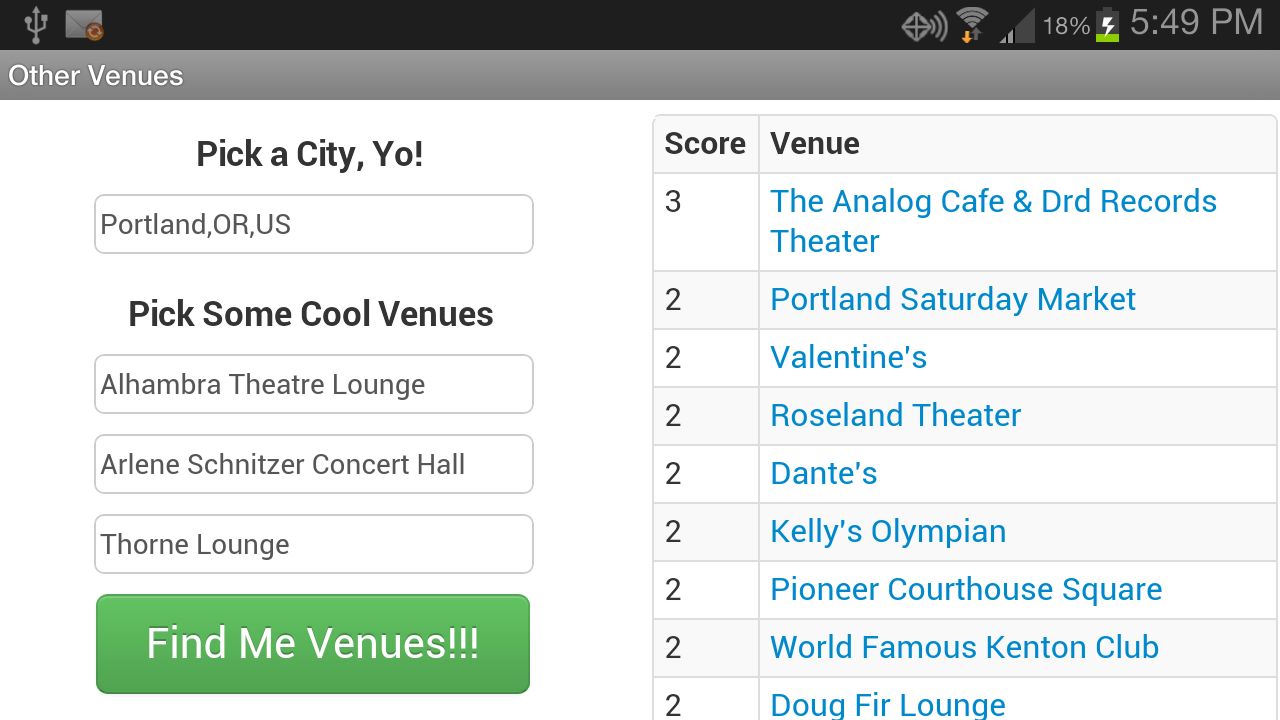 18% 5:49 PM
Other Venues
Pick a City, Yo!
Portland,OR,US
Pick Some Cool Venues
Alhambra Theatre Lounge
Arlene Schnitzer Concert Hall
Thorne Lounge
Find Me Venues!!!
Score Venue
3 The Analog Cafe & Drd Records
Theater
2 Portland Saturday Market
2 Valentine's
2 Roseland Theater
2 Dante's
2 Kelly's Olympian
2 Pioneer Courthouse Square
2 World Famous Kenton Club
2 Doug Fir Lounge